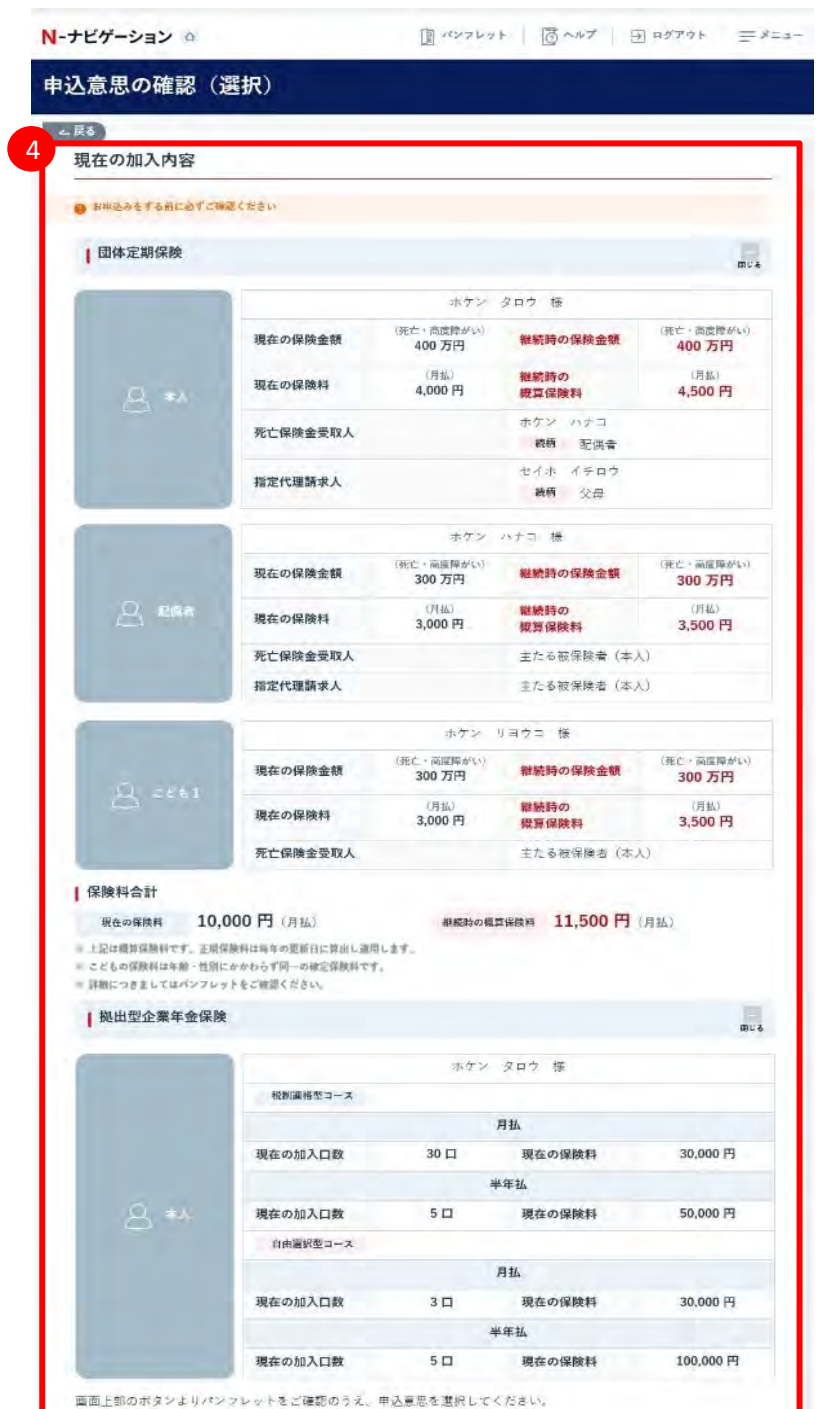 N-ナビゲーション パンフレット ヘルプ ログアウト メニュー
申込意思の確認（選択）
戻る
4
現在の加入内容
お申込みをする前に必ずご確認ください
団体定期保険
閉じる
本人
ホケン タロウ 様
現在の保険金額 （死亡・高度障がい） 400 万円 継続時の保険金額 （死亡・高度障がい） 400 万円
現在の保険料 （月払） 4,000 円 継続時の概算保険料 （月払） 4,500 円
死亡保険金受取人 ホケン ハナコ
続柄 配偶者
指定代理請求人 セイホ イチロウ
続柄 父母
配偶者
ホケン ハナコ 様
現在の保険金額 （死亡・高度障がい） 300 万円 継続時の保険金額 （死亡・高度障がい） 300 万円
現在の保険料 （月払） 3,000 円 継続時の概算保険料 （月払） 3,500 円
死亡保険金受取人 主たる被保険者（本人）
指定代理請求人 主たる被保険者（本人）
こども1
ホケン リョウコ 様
現在の保険金額 （死亡・高度障がい） 300 万円 継続時の保険金額 （死亡・高度障がい） 300 万円
現在の保険料 （月払） 3,000 円 継続時の概算保険料 （月払） 3,500 円
死亡保険金受取人 主たる被保険者（本人）
保険料合計
現在の保険料 10,000 円（月払） 継続時の概算保険料 11,500 円（月払）
※ 上記は概算保険料です。正規保険料は毎年の更新日に算出し適用します。
※ こどもの保険料は年齢・性別にかかわらず同一の確定保険料です。
※ 詳細につきましてはパンフレットをご確認ください。
拠出型企業年金保険
閉じる
本人
ホケン タロウ 様
税制適格型コース
月払
現在の加入口数 30 口 現在の保険料 30,000 円
半年払
現在の加入口数 5 口 現在の保険料 50,000 円
自由選択型コース
月払
現在の加入口数 3 口 現在の保険料 30,000 円
半年払
現在の加入口数 5 口 現在の保険料 100,000 円
画面上部のボタンよりパンフレットをご確認のうえ、申込意思を選択してください。